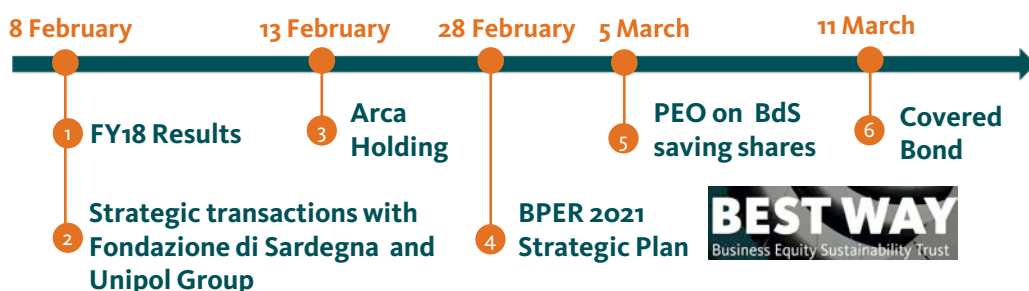 8 February
13 February
28 February
5 March
11 March
1
FY18 Results
3
Arca
Holding
5
PEO on BdS
saving shares
6
Covered
Bond
2
Strategic transactions with
Fondazione di Sardegna and
Unipol Group
4
BPER 2021
Strategic Plan
BEST WAY
Business Equity Sustainability Trust